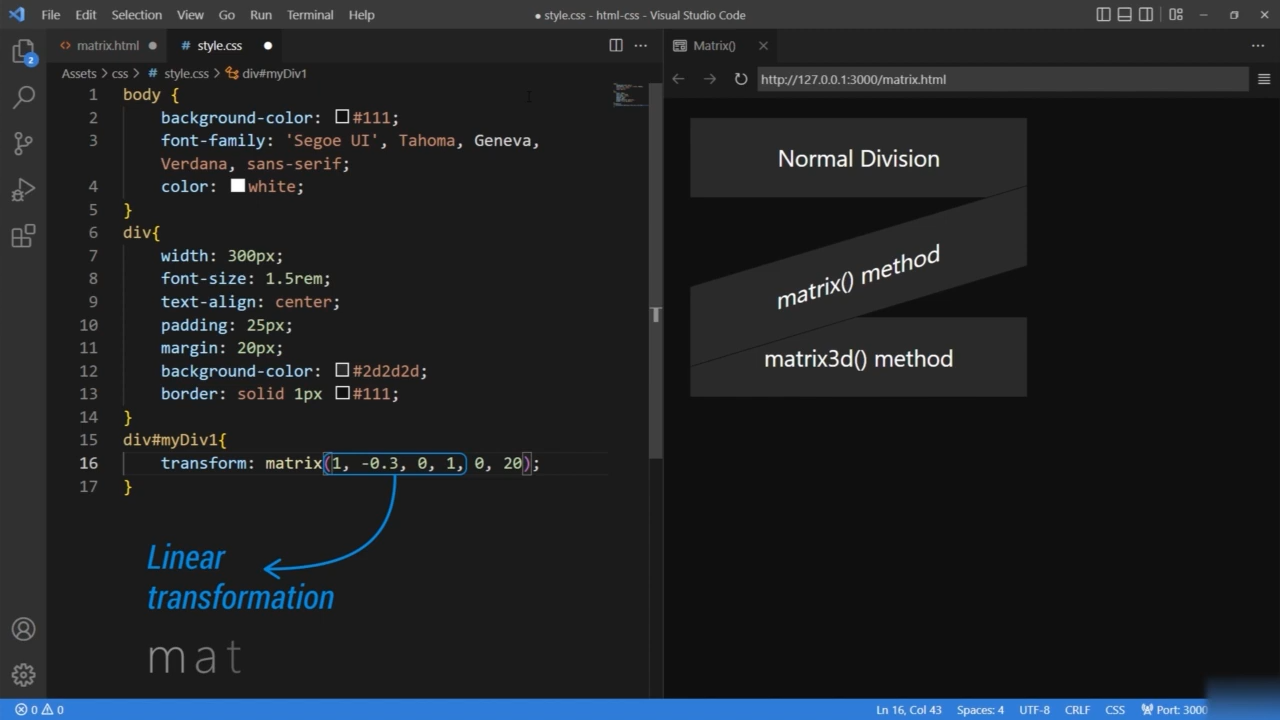 File Edit Selection View Go Run Terminal Help
● style.css - html-css - Visual Studio Code
matrix.html
# style.css
Matrix()
Assets > css > # style.css > div#myDiv1
http://127.0.0.1:3000/matrix.html
2
1 body {
2 background-color: #111;
3 font-family: 'Segoe UI', Tahoma, Geneva,
Verdana, sans-serif;
4 color: white;
5 }
6 div{
7 width: 300px;
8 font-size: 1.5rem;
9 text-align: center;
10 padding: 25px;
11 margin: 20px;
12 background-color: #2d2d2d;
13 border: solid 1px #111;
14 }
15 div#myDiv1{
16 transform: matrix(1, -0.3, 0, 1, 0, 20);
17 }
Linear
transformation
mat
Normal Division
matrix() method
matrix3d() method
0 0
Ln 16, Col 43 Spaces: 4 UTF-8 CRLF CSS Port: 3000